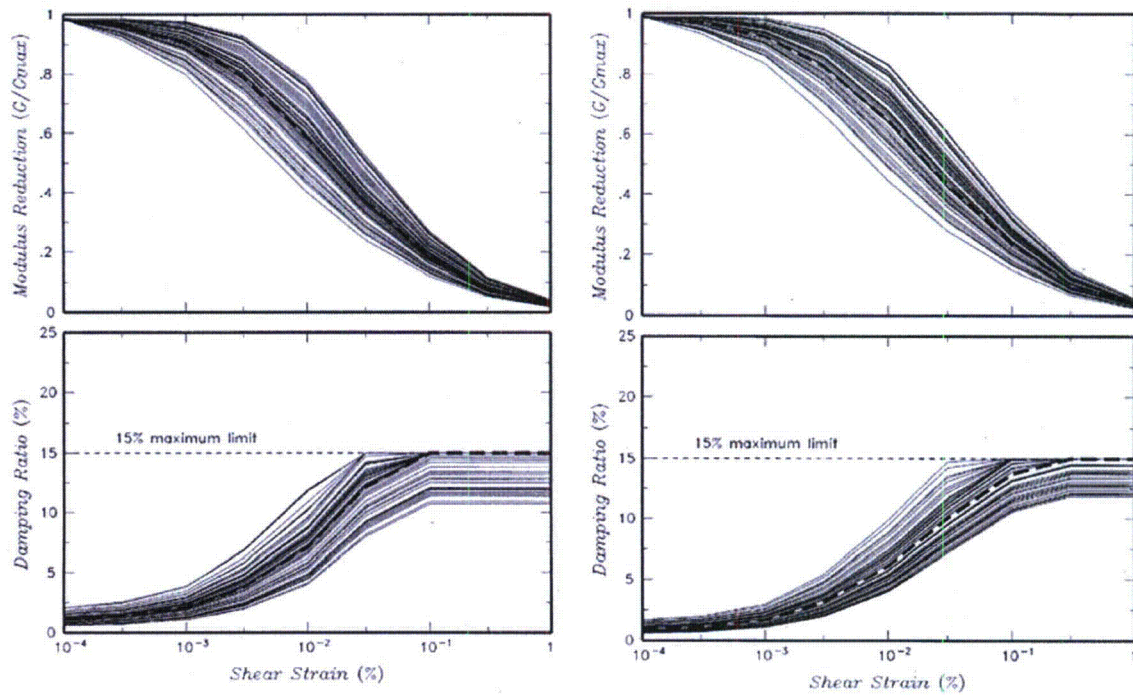 Modulus Reduction (G/Gmax)
1
.8
.6
.4
.2
0
Modulus Reduction (G/Gmax)
1
.8
.6
.4
.2
0
Damping Ratio (%)
25
20
15
10
5
0
15% maximum limit
10⁻⁴ 10⁻³ 10⁻² 10⁻¹ 1
Shear Strain (%)
Damping Ratio (%)
25
20
15
10
5
0
15% maximum limit
10⁻⁴ 10⁻³ 10⁻² 10⁻¹ 1
Shear Strain (%)